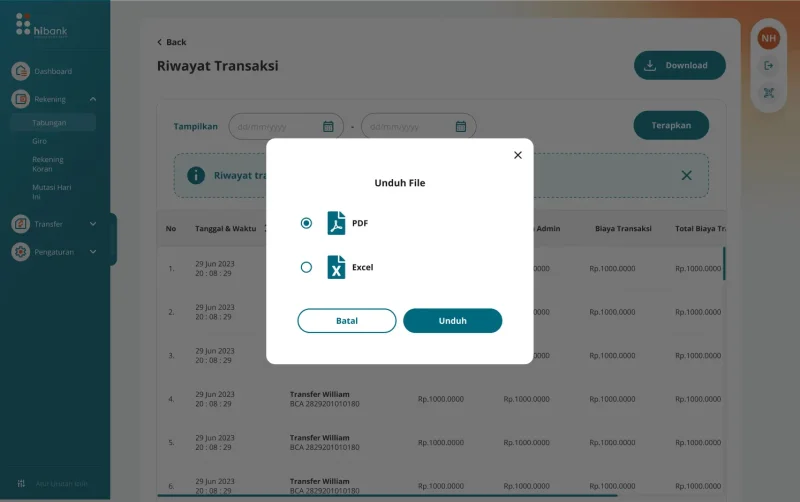 hibank
Dashboard
Rekening
Tabungan
Giro
Rekening
Koran
Mutasi Hari
Ini
Transfer
Pengaturan
Back
Riwayat Transaksi
Download
NH
Tampilkan
dd/mm/yyyy
-
dd/mm/yyyy
Terapkan
Riwayat tra
Unduh File
PDF
Excel
Batal
Unduh
No
Tanggal & Waktu
Admin
Biaya Transaksi
Total Biaya Tra
1.
29 Jun 2023
20 : 08 : 29
0.0000
Rp.1000.0000
Rp.1000.0000
2.
29 Jun 2023
20 : 08 : 29
0.0000
Rp.1000.0000
Rp.1000.0000
3.
29 Jun 2023
20 : 08 : 29
0.0000
Rp.1000.0000
Rp.1000.0000
4.
29 Jun 2023
20 : 08 : 29
Transfer William
BCA 2829201010180
Rp.1000.0000
Rp.1000.0000
Rp.1000.0000
Rp.1000.0000
5.
29 Jun 2023
20 : 08 : 29
Transfer William
BCA 2829201010180
Rp.1000.0000
Rp.1000.0000
Rp.1000.0000
Rp.1000.0000
6.
29 Jun 2023
20 : 08 : 29
Transfer William
BCA 2829201010180
Rp.1000.0000
Rp.1000.0000
Rp.1000.0000
Rp.1000.0000